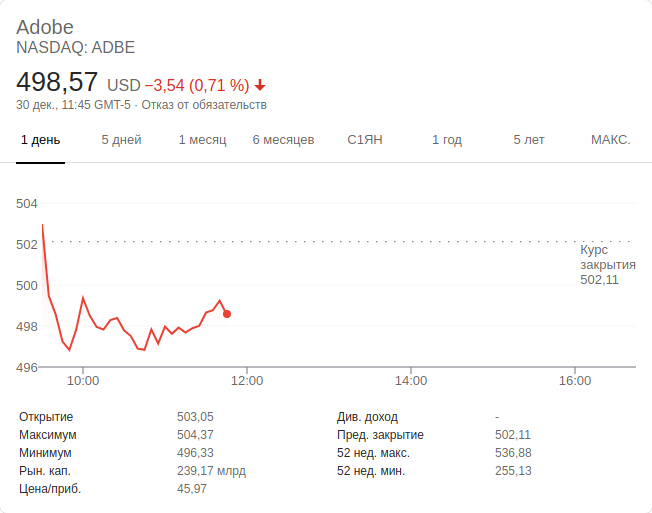 Adobe
NASDAQ: ADBE
498,57 USD −3,54 (0,71 %)
30 дек., 11:45 GMT-5 · Отказ от обязательств
1 день 5 дней 1 месяц 6 месяцев С1ЯН 1 год 5 лет МАКС.
504
502
Курс
закрытия
502,11
500
498
496
10:00 12:00 14:00 16:00
Открытие 503,05 Див. доход -
Максимум 504,37 Пред. закрытие 502,11
Минимум 496,33 52 нед. макс. 536,88
Рын. кап. 239,17 млрд 52 нед. мин. 255,13
Цена/приб. 45,97